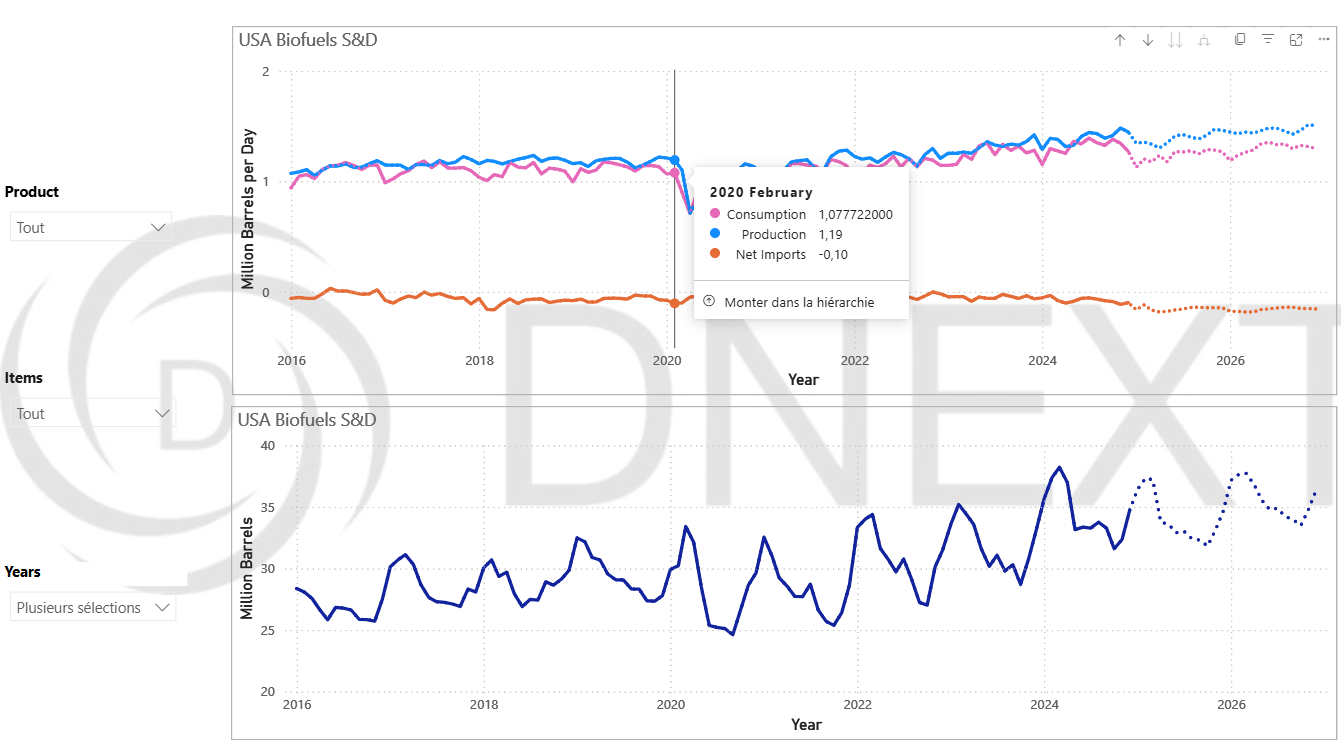 USA Biofuels S&D
Million Barrels per Day
2
1
0
2016 2018 2020 2022 2024 2026
Year
2020 February
Consumption 1,077722000
Production 1,19
Net Imports -0,10
Monter dans la hiérarchie
Product
Tout
Items
Tout
Years
Plusieurs sélections
USA Biofuels S&D
Million Barrels
40
35
30
25
20
2016 2018 2020 2022 2024 2026
Year
D
DNEXT